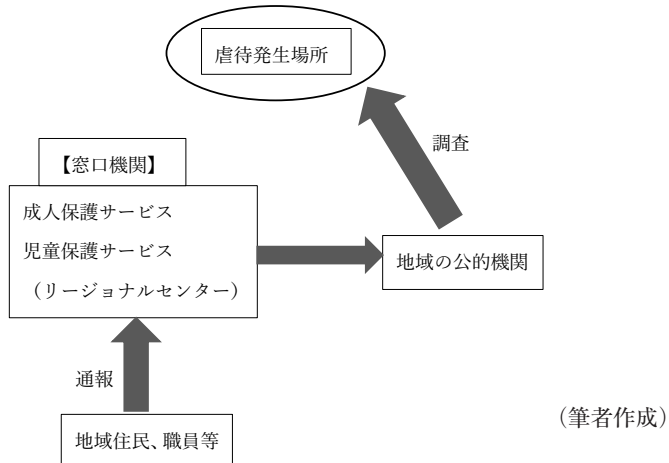 虐待発生場所
調査
【窓口機関】
成人保護サービス
児童保護サービス
（リージョナルセンター）
地域の公的機関
通報
地域住民、職員等
（筆者作成）